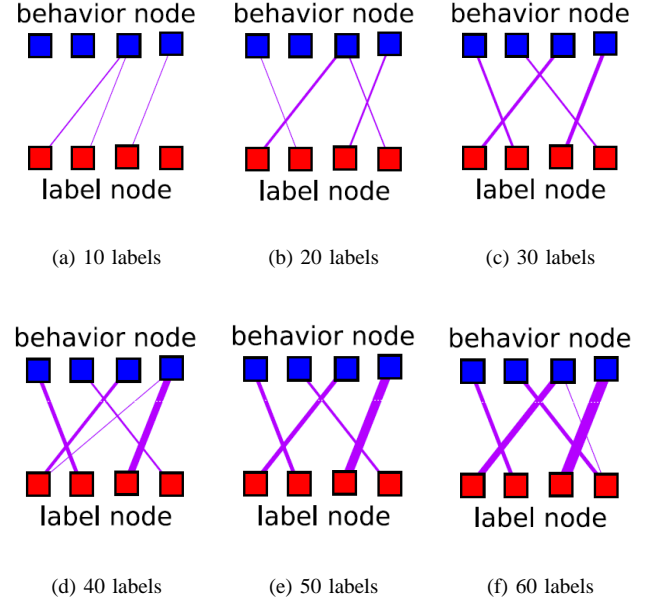 behavior node behavior node behavior node
label node label node label node
(a) 10 labels (b) 20 labels (c) 30 labels
behavior node behavior node behavior node
label node label node label node
(d) 40 labels (e) 50 labels (f) 60 labels